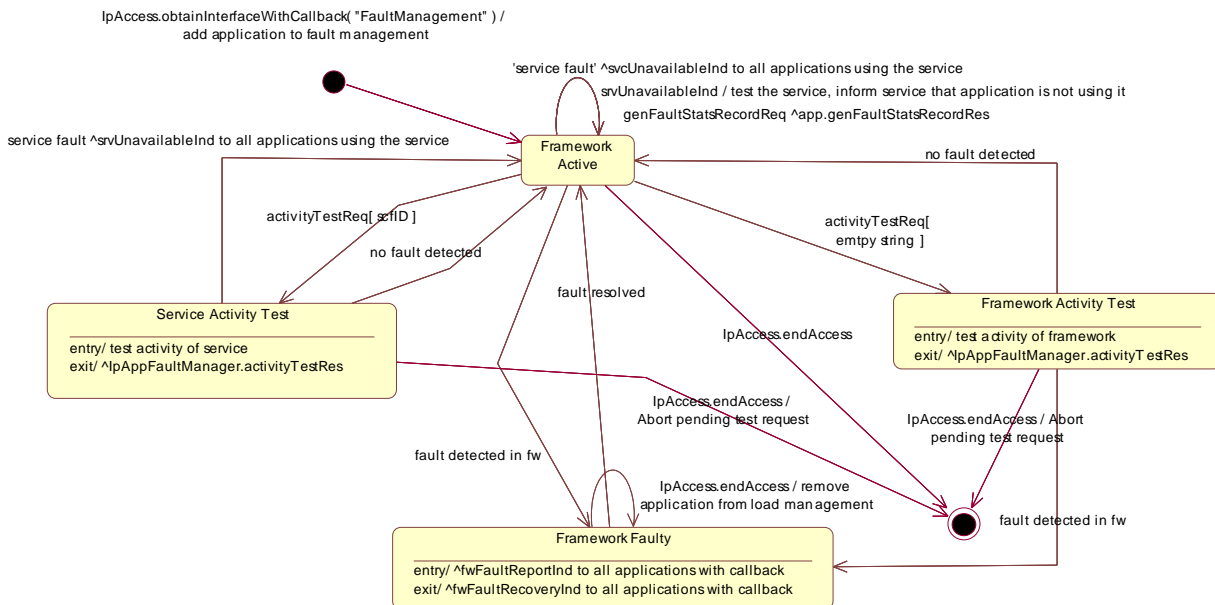 IpAccess.obtainInterfaceWithCallback( "FaultManagement" ) /
add application to fault management
'service fault' ^svcUnavailableInd to all applications using the service
srvUnavailableInd / test the service, inform service that application is not using it
genFaultStatsRecordReq ^app.genFaultStatsRecordRes
service fault ^srvUnavailableInd to all applications using the service
Framework
Active
no fault detected
activityTestReq[ scfID ]
activityTestReq[
emtpy string ]
no fault detected
fault resolved
Service Activity Test
entry/ test activity of service
exit/ ^IpAppFaultManager.activityTestRes
Framework Activity Test
entry/ test activity of framework
exit/ ^IpAppFaultManager.activityTestRes
IpAccess.endAccess
IpAccess.endAccess /
Abort pending test request
IpAccess.endAccess / Abort
pending test request
fault detected in fw
IpAccess.endAccess / remove
application from load management
fault detected in fw
Framework Faulty
entry/ ^fwFaultReportInd to all applications with callback
exit/ ^fwFaultRecoveryInd to all applications with callback